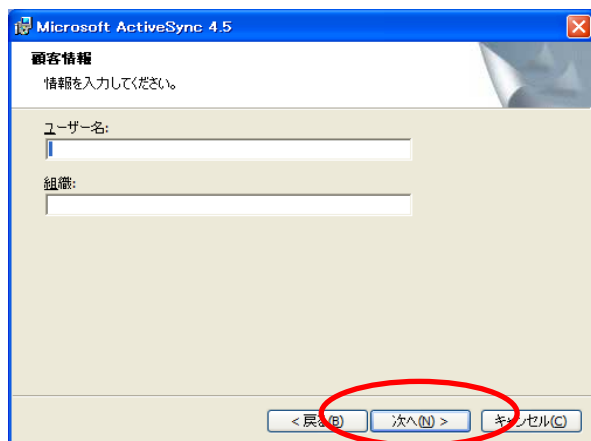 Microsoft ActiveSync 4.5
顧客情報
情報を入力してください。
ユーザー名:
組織:
< 戻る(B) 次へ(N) > キャンセル(C)